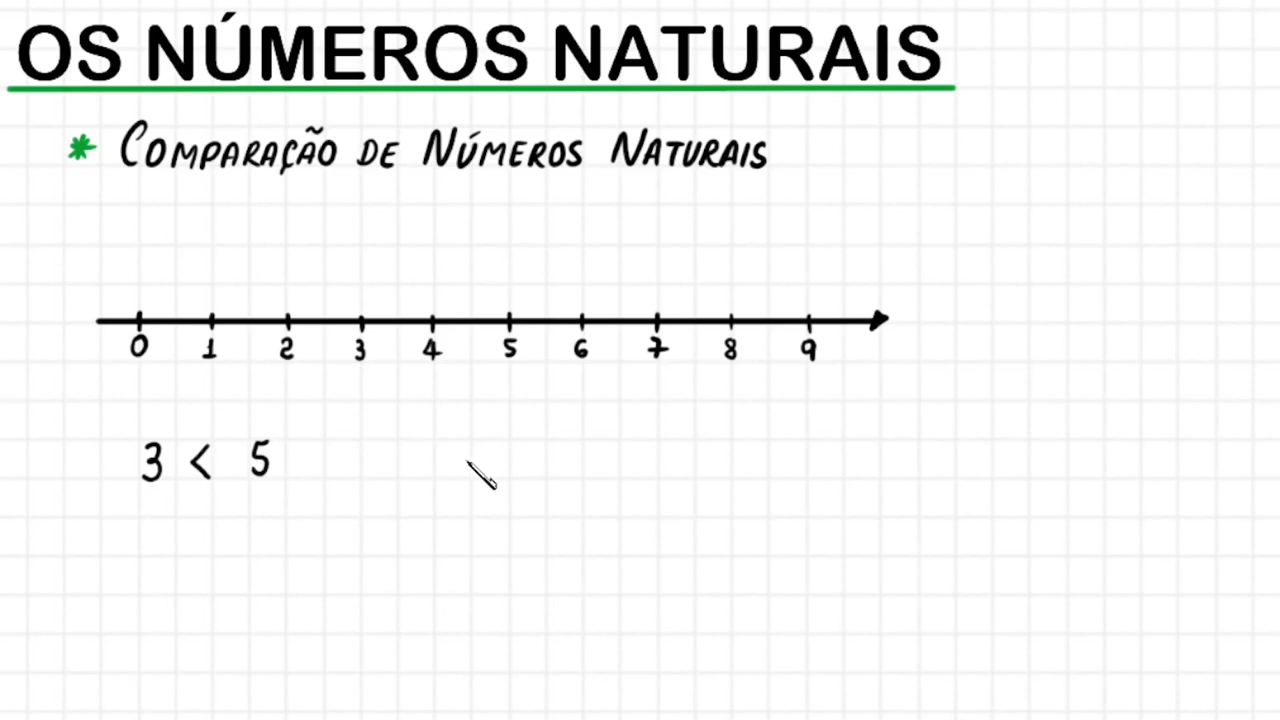 OS NÚMEROS NATURAIS
* COMPARAÇÃO DE NÚMEROS NATURAIS
0 1 2 3 4 5 6 7 8 9
3 < 5